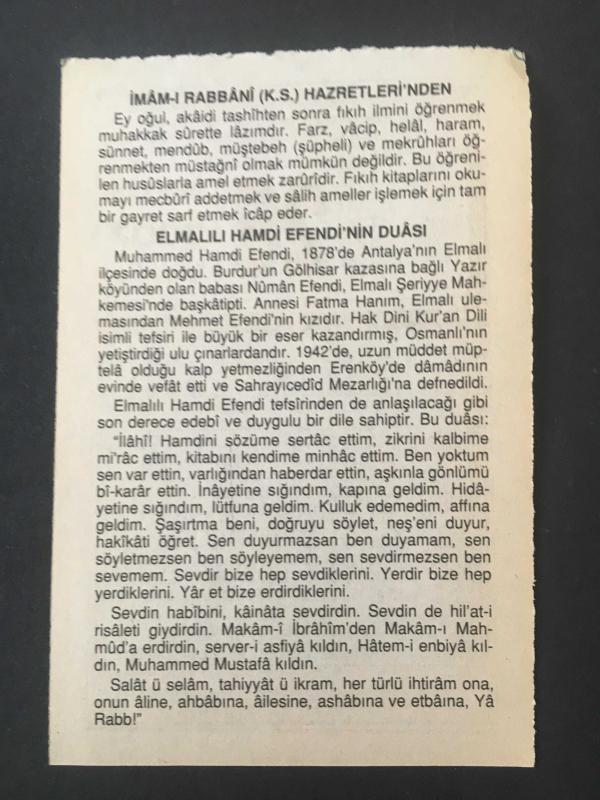 İMÂM-I RABBÂNÎ (K.S.) HAZRETLERİ'NDEN
Ey oğul, akâidi tashîhten sonra fıkıh ilmini öğrenmek
muhakkak sûrette lâzımdır. Farz, vâcip, helâl, haram,
sünnet, mendûb, müştebeh (şüpheli) ve mekrûhları öğ-
renmekten müstağnî olmak mümkün değildir. Bu öğreni-
len husûslarla amel etmek zarûrîdir. Fıkıh kitaplarını oku-
mayı mecbûrî addetmek ve sâlih ameller işlemek için tam
bir gayret sarf etmek îcâp eder.
ELMALILI HAMDİ EFENDİ'NİN DUÂSI
Muhammed Hamdi Efendi, 1878'de Antalya'nın Elmalı
ilçesinde doğdu. Burdur'un Gölhisar kazasına bağlı Yazır
köyünden olan babası Nûmân Efendi, Elmalı Şeriyye Mah-
kemesi'nde başkâtipti. Annesi Fatma Hanım, Elmalı ule-
masından Mehmet Efendi'nin kızıdır. Hak Dini Kur'an Dili
isimli tefsiri ile büyük bir eser kazandırmış, Osmanlı'nın
yetiştirdiği ulu çınarlardandır. 1942'de, uzun müddet müp-
telâ olduğu kalp yetmezliğinden Erenköy'de dâmâdının
evinde vefât etti ve Sahrayıcedîd Mezarlığı'na defnedildi.
Elmalılı Hamdi Efendi tefsîrinden de anlaşılacağı gibi
son derece edebî ve duygulu bir dile sahiptir. Bu duâsı:
“İlâhî! Hamdini sözüme sertâc ettim, zikrini kalbime
mi'râc ettim, kitabını kendime minhâc ettim. Ben yoktum
sen var ettin, varlığından haberdar ettin, aşkınla gönlümü
bî-karâr ettin. İnâyetine sığındım, kapına geldim. Hidâ-
yetine sığındım, lütfuna geldim. Kulluk edemedim, affına
geldim. Şaşırtma beni, doğruyu söylet, neş'eni duyur,
hakîkâti öğret. Sen duyurmazsan ben duyamam, sen
söyletmezsen ben söyleyemem, sen sevdirmezsen ben
sevemem. Sevdir bize hep sevdiklerini. Yerdir bize hep
yerdiklerini. Yâr et bize erdirdiklerini.
Sevdin habîbini, kâinâta sevdirdin. Sevdin de hil'at-i
risâleti giydirdin. Makâm-î İbrâhîm'den Makâm-ı Mah-
mûd'a erdirdin, server-i asfiyâ kıldın, Hâtem-i enbiyâ kıl-
dın, Muhammed Mustafâ kıldın.
Salât ü selâm, tahiyyât ü ikram, her türlü ihtirâm ona,
onun âline, ahbâbına, âilesine, ashâbına ve etbâına, Yâ
Rabb!”